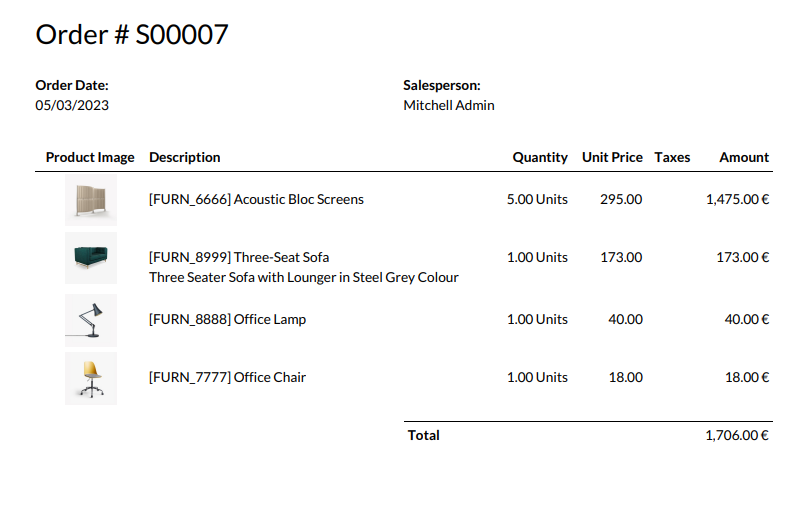 Order # S00007
Order Date: Salesperson:
05/03/2023 Mitchell Admin
Product Image Description Quantity Unit Price Taxes Amount
[FURN_6666] Acoustic Bloc Screens 5.00 Units 295.00 1,475.00 €
[FURN_8999] Three-Seat Sofa 1.00 Units 173.00 173.00 €
Three Seater Sofa with Lounger in Steel Grey Colour
[FURN_8888] Office Lamp 1.00 Units 40.00 40.00 €
[FURN_7777] Office Chair 1.00 Units 18.00 18.00 €
Total 1,706.00 €